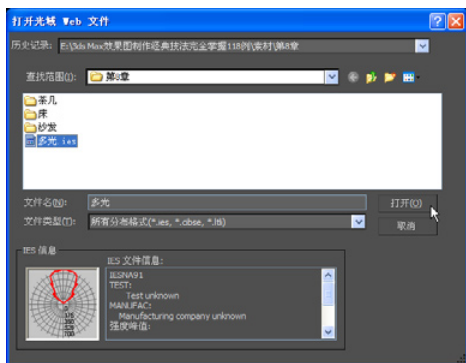 打开光域 Web 文件
历史记录: E:\3ds Max效果图制作经典技法完全掌握118例\素材\第8章
查找范围(I): 第8章
茶几
床
沙发
多光.ies
文件名(N): 多光
打开(O)
文件类型(T): 所有分布格式(*.ies, *.cibse, *.ltli)
取消
IES 信息
IES 文件信息:
IESNA91
TEST:
Test unknown
MANUFAC:
Manufacturing company unknown
强度峰值: